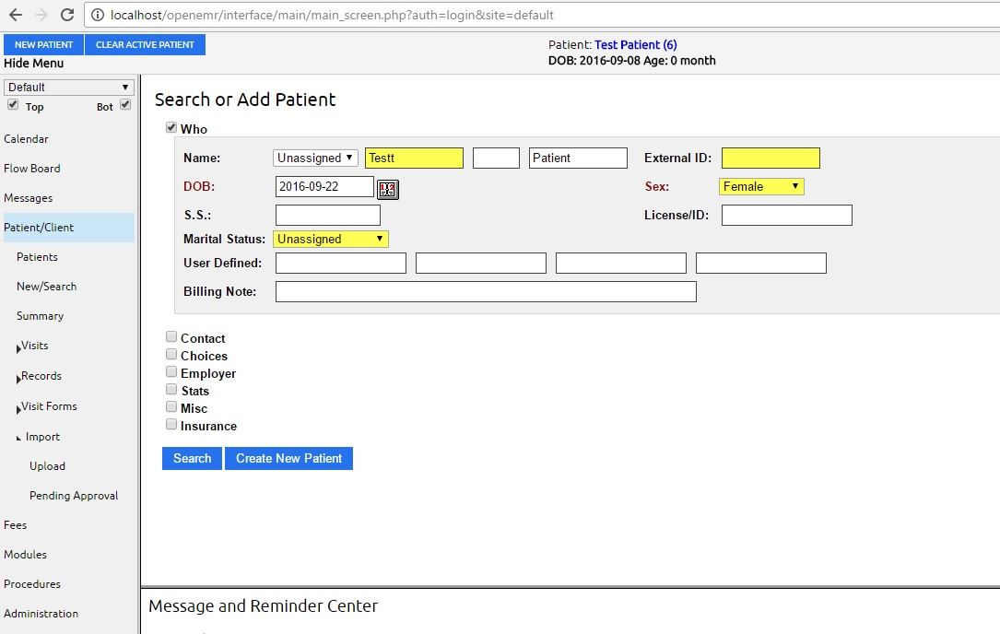 localhost/openemr/interface/main/main_screen.php?auth=login&site=default
NEW PATIENT CLEAR ACTIVE PATIENT
Hide Menu
Patient: Test Patient (6)
DOB: 2016-09-08 Age: 0 month
Default
Top Bot
Calendar
Flow Board
Messages
Patient/Client
Patients
New/Search
Summary
Visits
Records
Visit Forms
Import
Upload
Pending Approval
Fees
Modules
Procedures
Administration
Search or Add Patient
Who
Name: Unassigned Testt Patient External ID:
DOB: 2016-09-22 Sex: Female
S.S.: License/ID:
Marital Status: Unassigned
User Defined:
Billing Note:
Contact
Choices
Employer
Stats
Misc
Insurance
Search Create New Patient
Message and Reminder Center